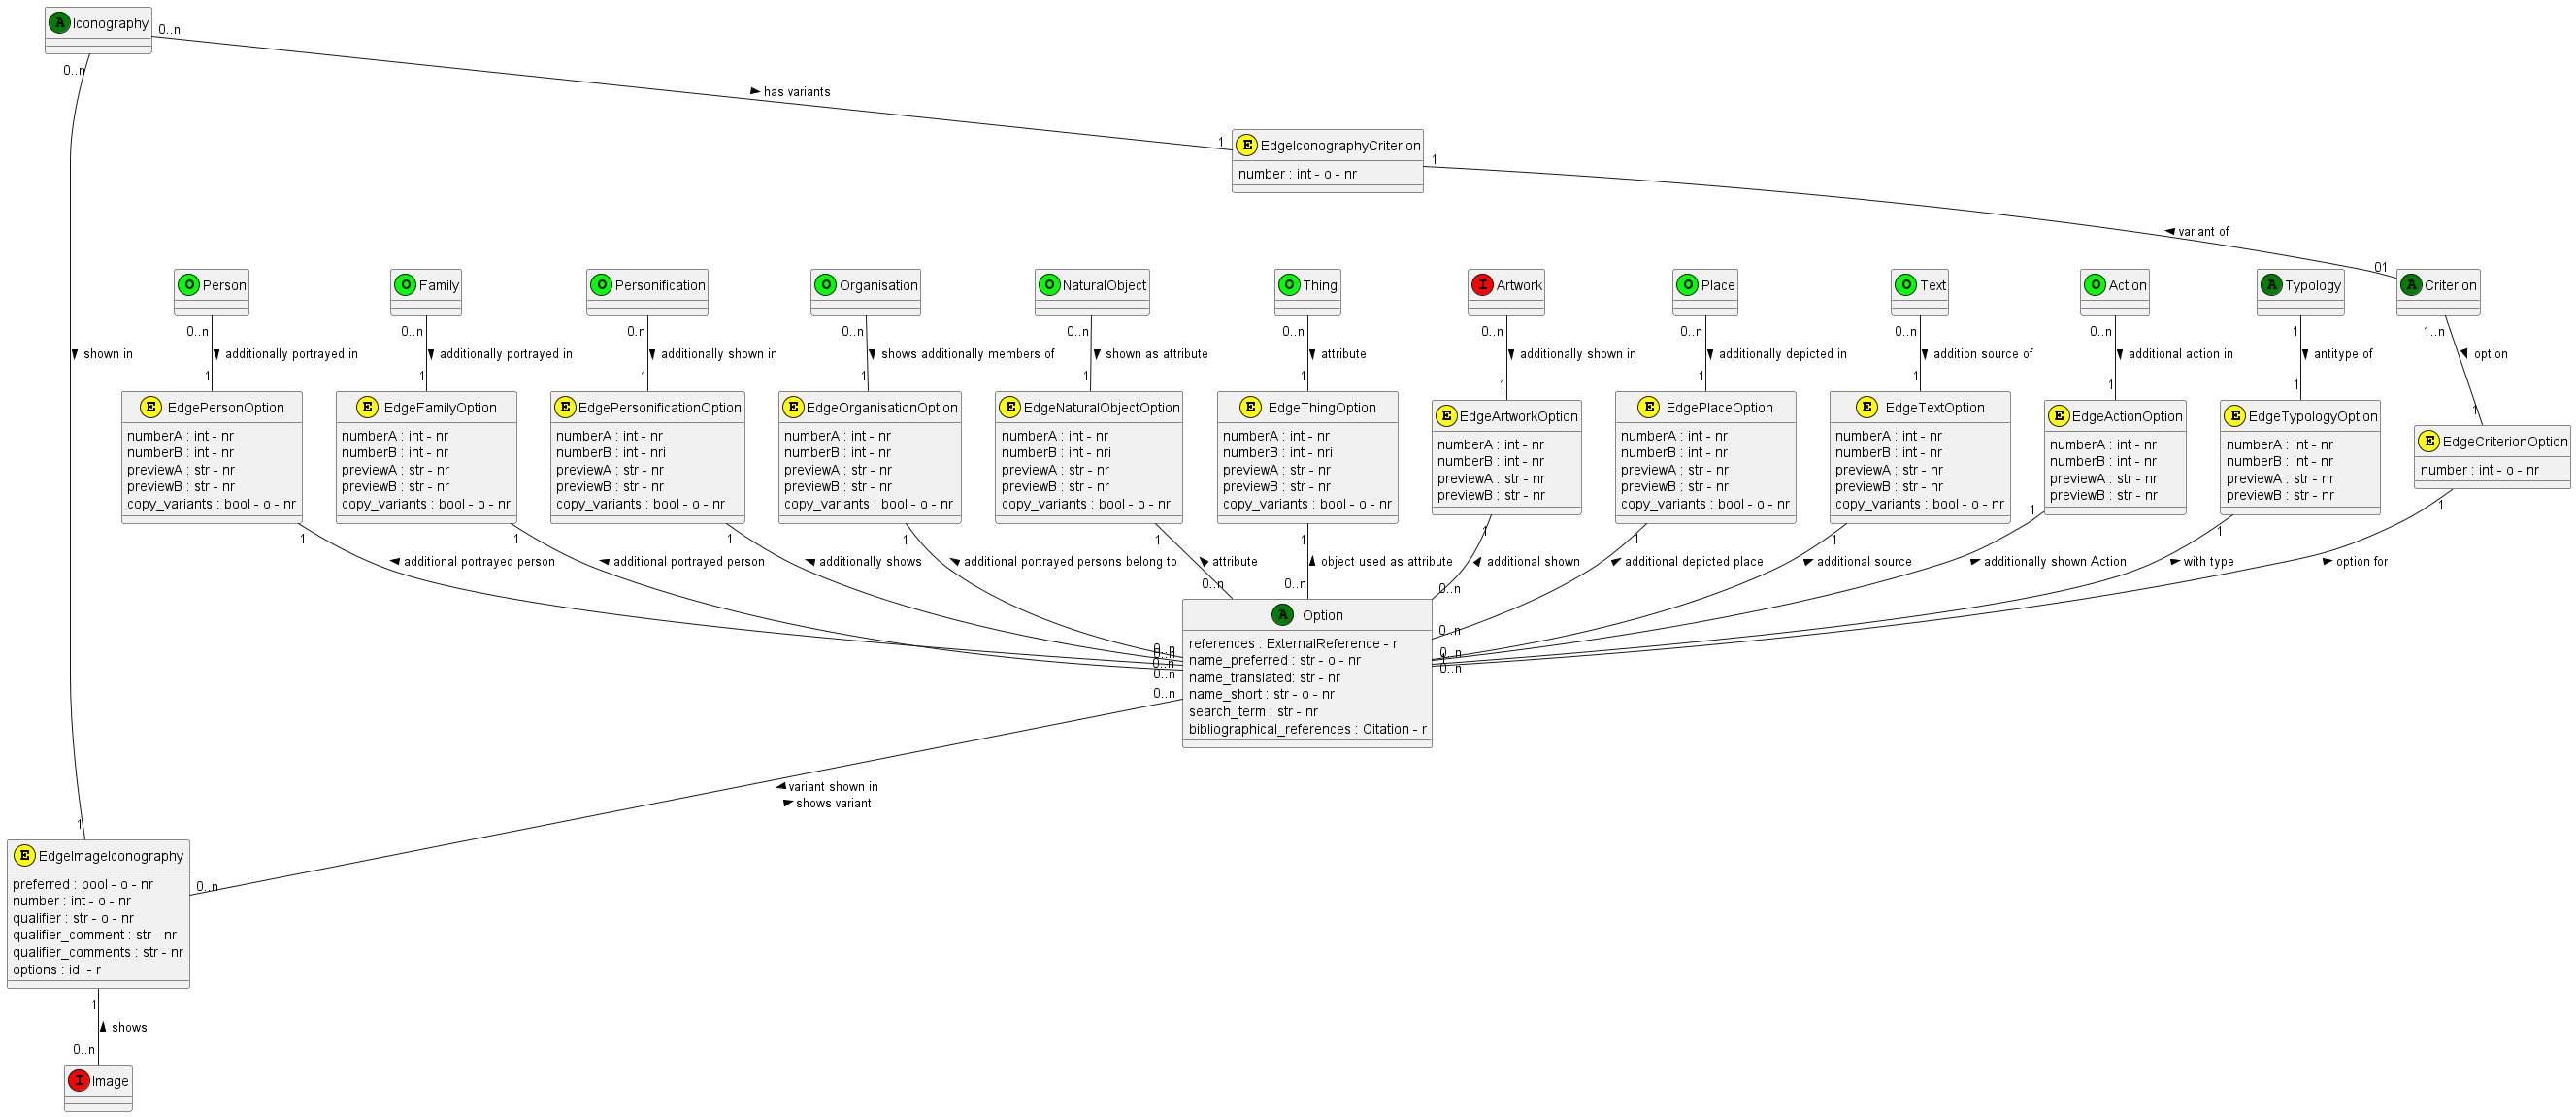 A Iconography
0..n
0..n
has variants
1
E EdgeIconographyCriterion
number : int - o - nr
1
variant of
01
O Person
O Family
O Personification
O Organisation
O NaturalObject
O Thing
I Artwork
O Place
O Text
O Action
A Typology
A Criterion
0..n
0..n
0..n
0..n
0..n
0..n
0..n
0..n
0..n
0..n
1
1..n
shown in
additionally portrayed in
additionally portrayed in
additionally shown in
shows additionally members of
shown as attribute
attribute
additionally shown in
additionally depicted in
addition source of
additional action in
antitype of
option
1
1
1
1
1
1
1
1
1
1
1
1
E EdgePersonOption
numberA : int - nr
numberB : int - nr
previewA : str - nr
previewB : str - nr
copy_variants : bool - o - nr
E EdgeFamilyOption
numberA : int - nr
numberB : int - nr
previewA : str - nr
previewB : str - nr
copy_variants : bool - o - nr
E EdgePersonificationOption
numberA : int - nr
numberB : int - nri
previewA : str - nr
previewB : str - nr
copy_variants : bool - o - nr
E EdgeOrganisationOption
numberA : int - nr
numberB : int - nr
previewA : str - nr
previewB : str - nr
copy_variants : bool - o - nr
E EdgeNaturalObjectOption
numberA : int - nr
numberB : int - nri
previewA : str - nr
previewB : str - nr
copy_variants : bool - o - nr
E EdgeThingOption
numberA : int - nr
numberB : int - nri
previewA : str - nr
previewB : str - nr
copy_variants : bool - o - nr
E EdgeArtworkOption
numberA : int - nr
numberB : int - nr
previewA : str - nr
previewB : str - nr
E EdgePlaceOption
numberA : int - nr
numberB : int - nr
previewA : str - nr
previewB : str - nr
copy_variants : bool - o - nr
E EdgeTextOption
numberA : int - nr
numberB : int - nr
previewA : str - nr
previewB : str - nr
copy_variants : bool - o - nr
E EdgeActionOption
numberA : int - nr
numberB : int - nr
previewA : str - nr
previewB : str - nr
E EdgeTypologyOption
numberA : int - nr
numberB : int - nr
previewA : str - nr
previewB : str - nr
E EdgeCriterionOption
number : int - o - nr
1
1
1
1
1
1
1
1
1
1
1
1
additional portrayed person
additional portrayed person
additionally shows
additional portrayed persons belong to
attribute
object used as attribute
additional shown
additional depicted place
additional source
additionally shown Action
with type
option for
0..n
0..n
0..n
0..n
0..n
0..n
0..n
0..n
0..n
1
0..n
A Option
references : ExternalReference - r
name_preferred : str - o - nr
name_translated: str - nr
name_short : str - o - nr
search_term : str - nr
bibliographical_references : Citation - r
0..n
variant shown in
shows variant
0..n
1
E EdgeImageIconography
preferred : bool - o - nr
number : int - o - nr
qualifier : str - o - nr
qualifier_comment : str - nr
qualifier_comments : str - nr
options : id - r
1
shows
0..n
I Image